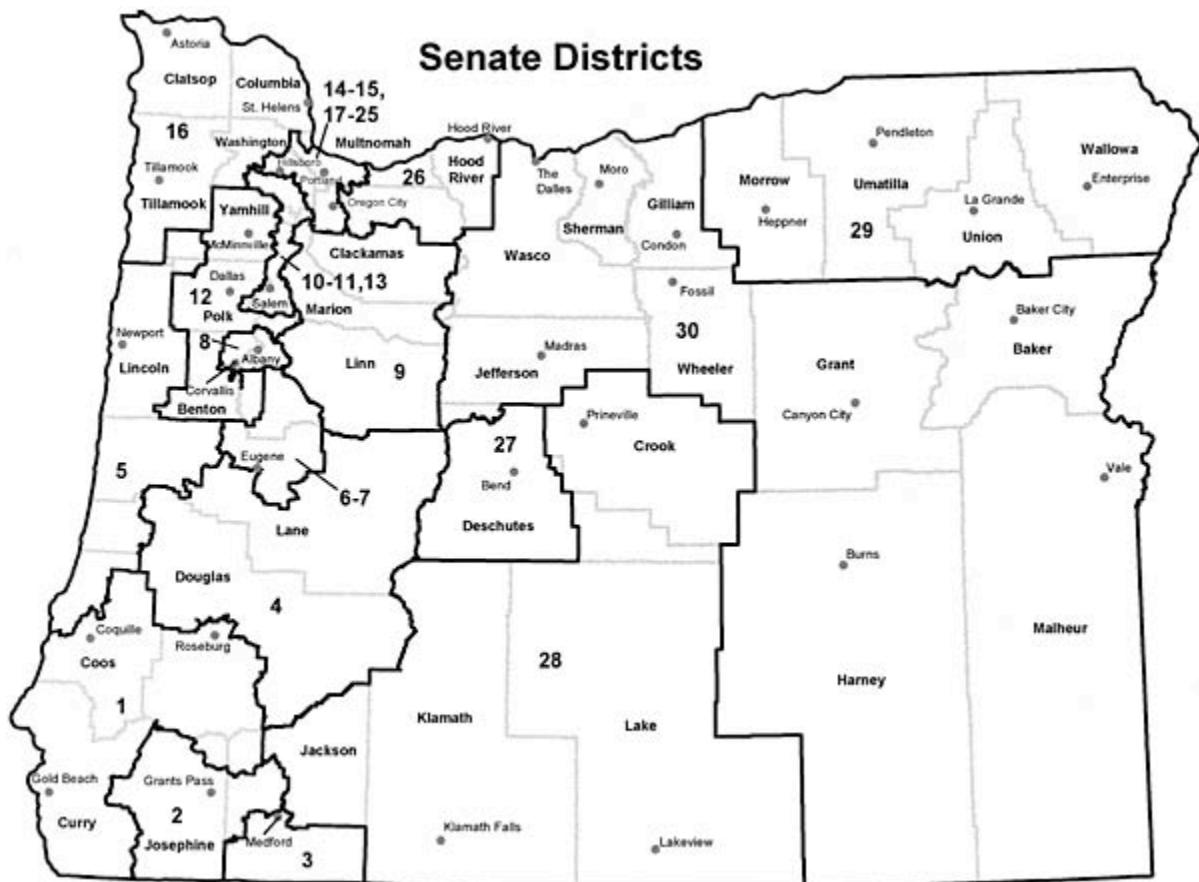 Senate Districts
Astoria
Clatsop
Columbia
St. Helens
14-15,
17-25
16
Washington
Multnomah
Hood River
Hillsboro
Portland
Hood
River
26
The
Dalles
Moro
Pendleton
Wallowa
Enterprise
Tillamook
Tillamook
Oregon City
Yamhill
McMinnville
Clackamas
Sherman
Gilliam
Condon
Morrow
Heppner
Umatilla
29
La Grande
Union
Wasco
Dallas
12
Polk
Salem
10-11,13
Marion
Fossil
Baker City
Baker
Newport
Lincoln
8
Albany
Corvallis
Benton
Linn
9
Madras
Jefferson
30
Wheeler
Grant
Canyon City
Prineville
Crook
5
Eugene
6-7
27
Bend
Deschutes
Vale
Lane
Douglas
4
Burns
Roseburg
Coquille
Coos
1
28
Malheur
Harney
Klamath
Lake
Jackson
Gold Beach
Curry
Grants Pass
2
Josephine
Medford
3
Klamath Falls
Lakeview